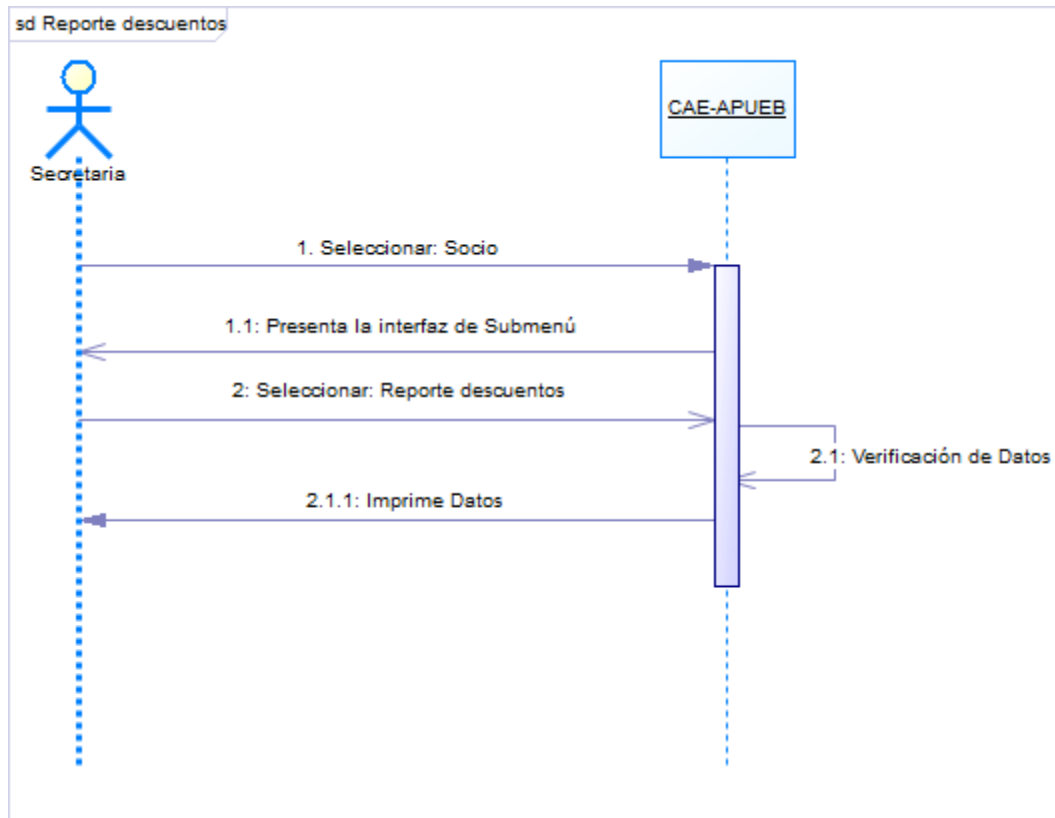 sd Reporte descuentos
CAE-APUEB
Secretaria
1. Seleccionar: Socio
1.1: Presenta la interfaz de Submenú
2: Seleccionar: Reporte descuentos
2.1: Verificación de Datos
2.1.1: Imprime Datos